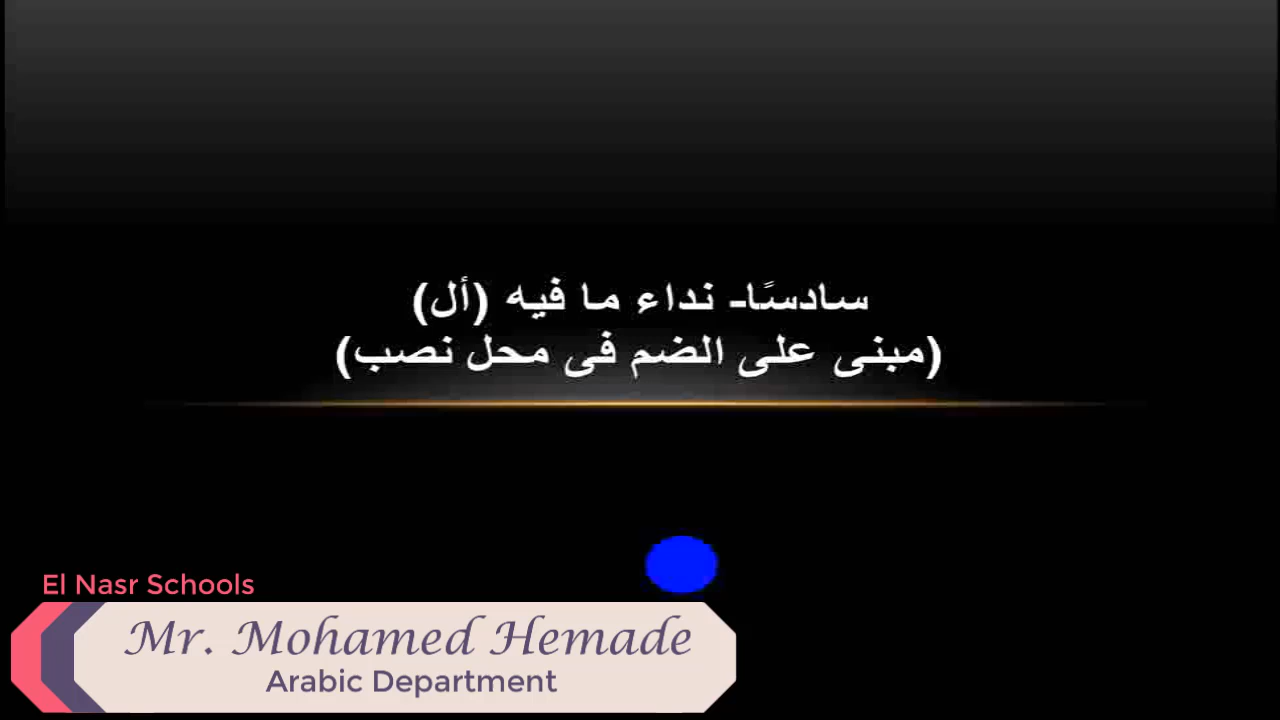 سادسًا- نداء ما فيه (أل)
(مبنى على الضم فى محل نصب)
El Nasr Schools
Mr. Mohamed Hemade
Arabic Department